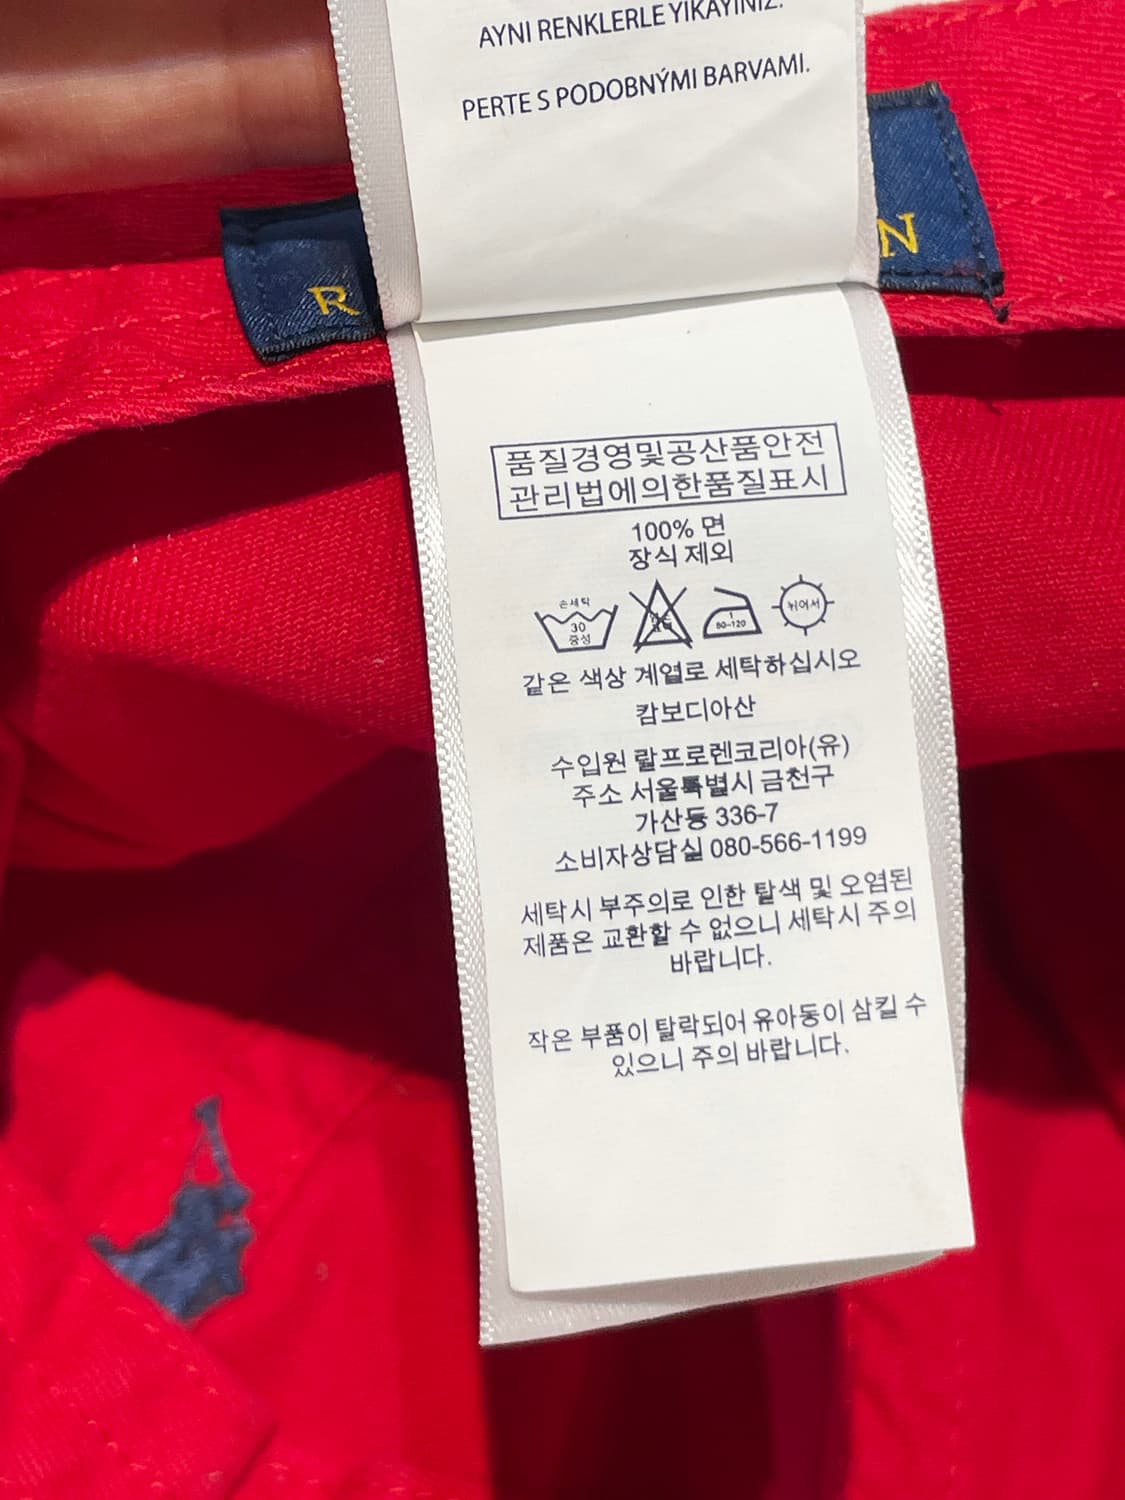 AYNI RENKLERLE YIKAYINIZ.
PERTE S PODOBNÝMI BARVAMI.
R
N
품질경영및공산품안전
관리법에의한품질표시
100% 면
장식 제외
손세탁
30
중성
1
80~120
뉘어서
같은 색상 계열로 세탁하십시오
캄보디아산
수입원 랄프로렌코리아(유)
주소 서울특별시 금천구
가산동 336-7
소비자상담실 080-566-1199
세탁시 부주의로 인한 탈색 및 오염된
제품은 교환할 수 없으니 세탁시 주의
바랍니다.
작은 부품이 탈락되어 유아동이 삼킬 수
있으니 주의 바랍니다.